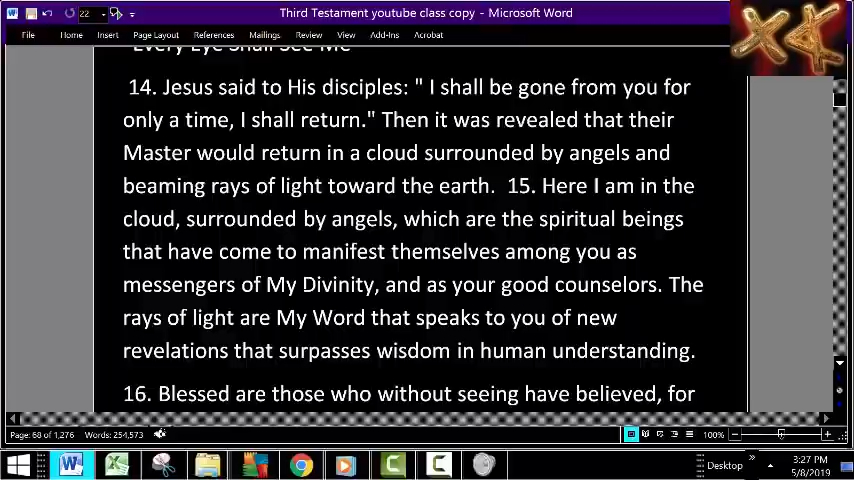 22
Third Testament youtube class copy - Microsoft Word
File Home Insert Page Layout References Mailings Review View Add-Ins Acrobat
"Every Eye Shall See Me"
14. Jesus said to His disciples: " I shall be gone from you for
only a time, I shall return." Then it was revealed that their
Master would return in a cloud surrounded by angels and
beaming rays of light toward the earth. 15. Here I am in the
cloud, surrounded by angels, which are the spiritual beings
that have come to manifest themselves among you as
messengers of My Divinity, and as your good counselors. The
rays of light are My Word that speaks to you of new
revelations that surpasses wisdom in human understanding.
16. Blessed are those who without seeing have believed, for
Page: 68 of 1,276 Words: 254,573 100%
Desktop 3:27 PM
5/8/2019